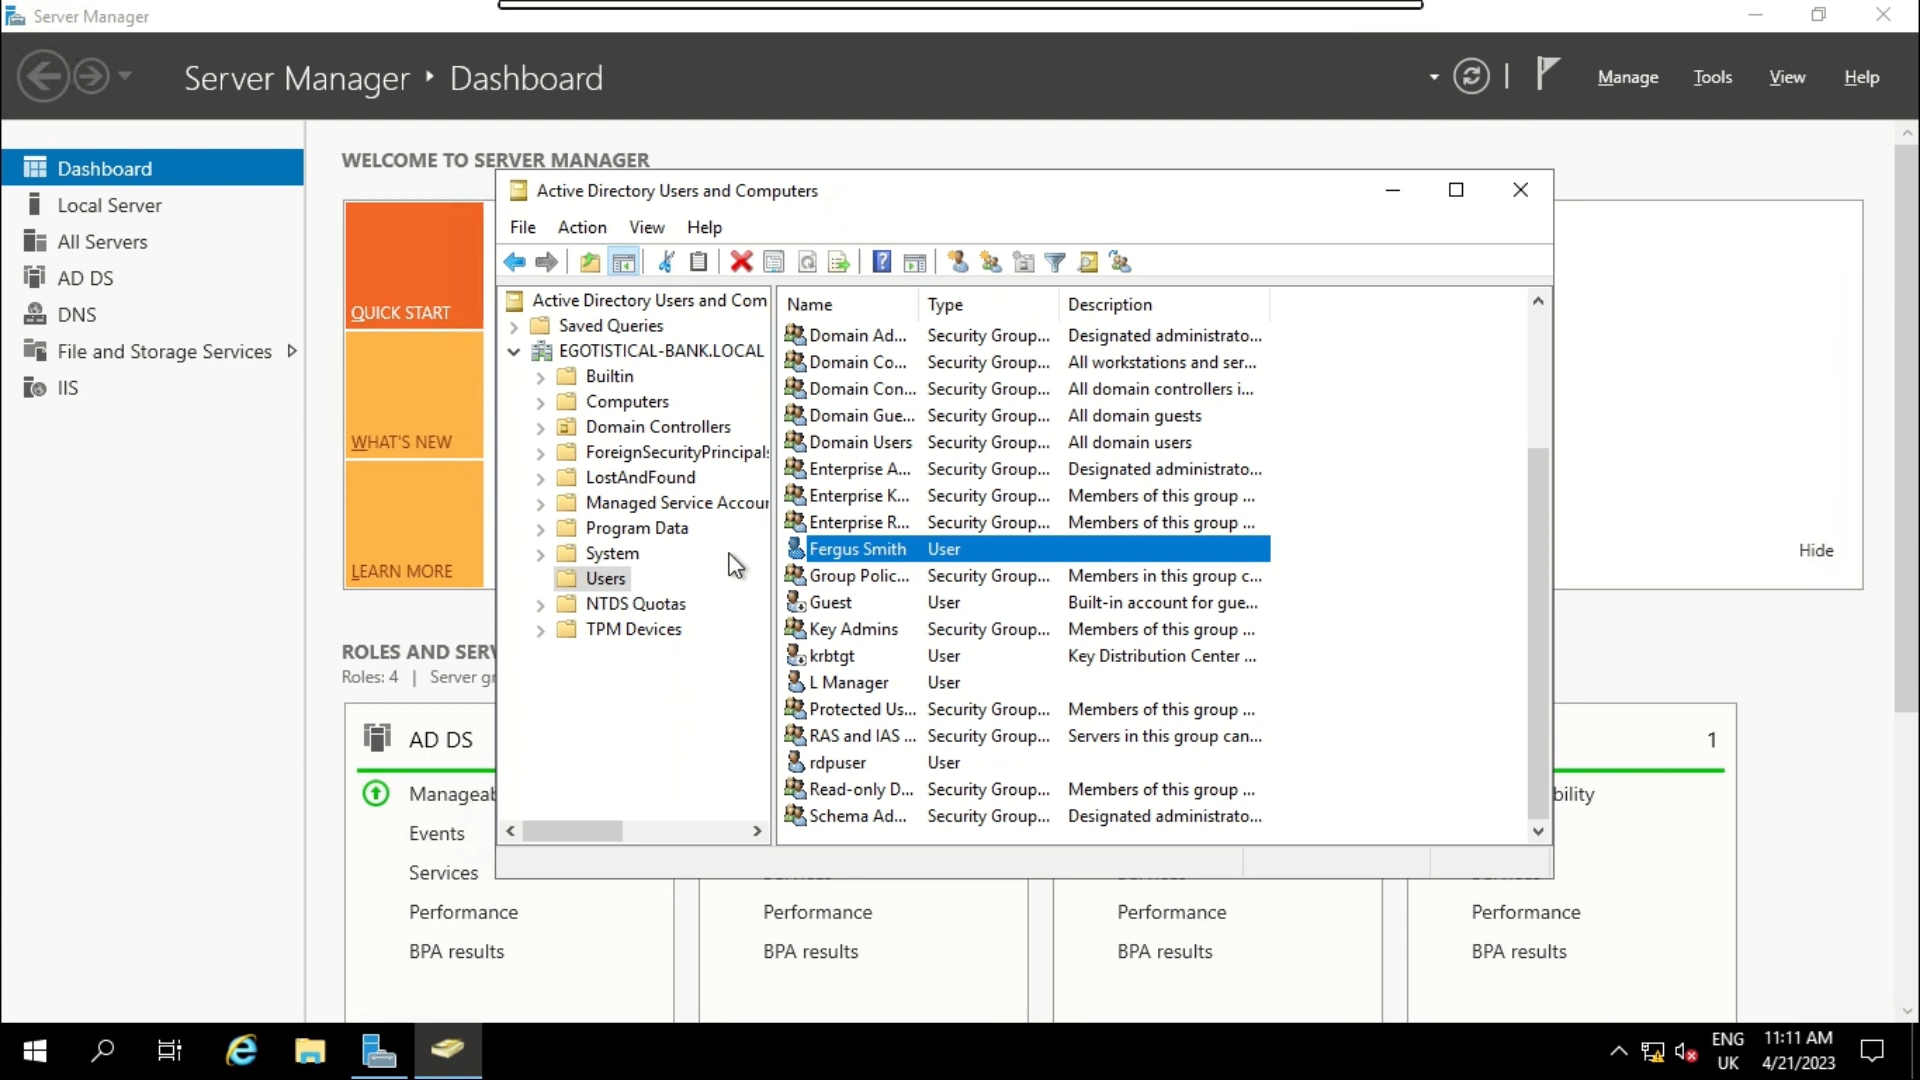 Server Manager
Server Manager • Dashboard
Manage
Tools
View
Help
Dashboard
Local Server
All Servers
AD DS
DNS
File and Storage Services
IIS
WELCOME TO SERVER MANAGER
QUICK START
WHAT'S NEW
LEARN MORE
Hide
ROLES AND SERV
Roles: 4 | Server gr
AD DS
Manageab
Events
Services
Performance
BPA results
Performance
BPA results
Performance
BPA results
1
bility
Performance
BPA results
Active Directory Users and Computers
File
Action
View
Help
Active Directory Users and Com
Saved Queries
EGOTISTICAL-BANK.LOCAL
Builtin
Computers
Domain Controllers
ForeignSecurityPrincipals
LostAndFound
Managed Service Accour
Program Data
System
Users
NTDS Quotas
TPM Devices
Name Type Description
Domain Ad... Security Group... Designated administrato...
Domain Co... Security Group... All workstations and ser...
Domain Con... Security Group... All domain controllers i...
Domain Gue... Security Group... All domain guests
Domain Users Security Group... All domain users
Enterprise A... Security Group... Designated administrato...
Enterprise K... Security Group... Members of this group ...
Enterprise R... Security Group... Members of this group ...
Fergus Smith User
Group Polic... Security Group... Members in this group c...
Guest User Built-in account for gue...
Key Admins Security Group... Members of this group ...
krbtgt User Key Distribution Center ...
L Manager User
Protected Us... Security Group... Members of this group ...
RAS and IAS ... Security Group... Servers in this group can...
rdpuser User
Read-only D... Security Group... Members of this group ...
Schema Ad... Security Group... Designated administrato...
ENG
UK
11:11 AM
4/21/2023